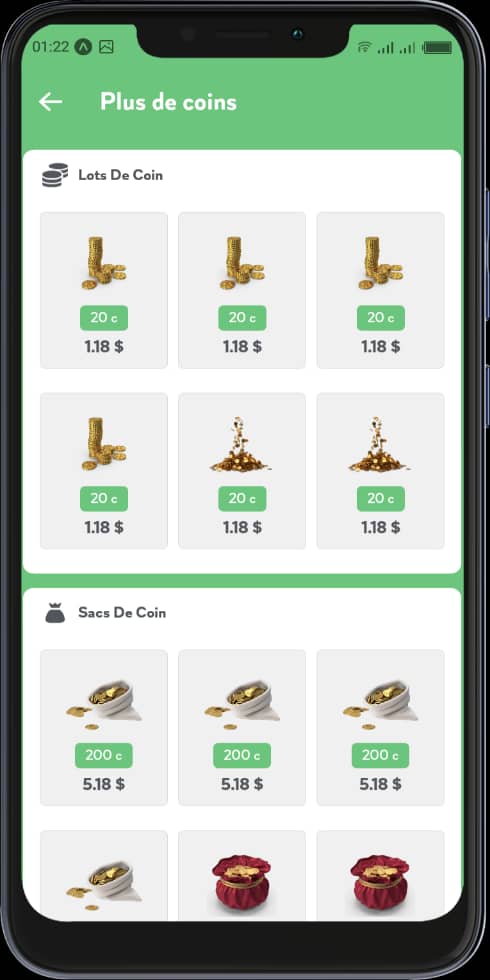 01:22
Plus de coins
Lots De Coin
20 c 20 c 20 c
1.18 $ 1.18 $ 1.18 $
20 c 20 c 20 c
1.18 $ 1.18 $ 1.18 $
Sacs De Coin
200 c 200 c 200 c
5.18 $ 5.18 $ 5.18 $